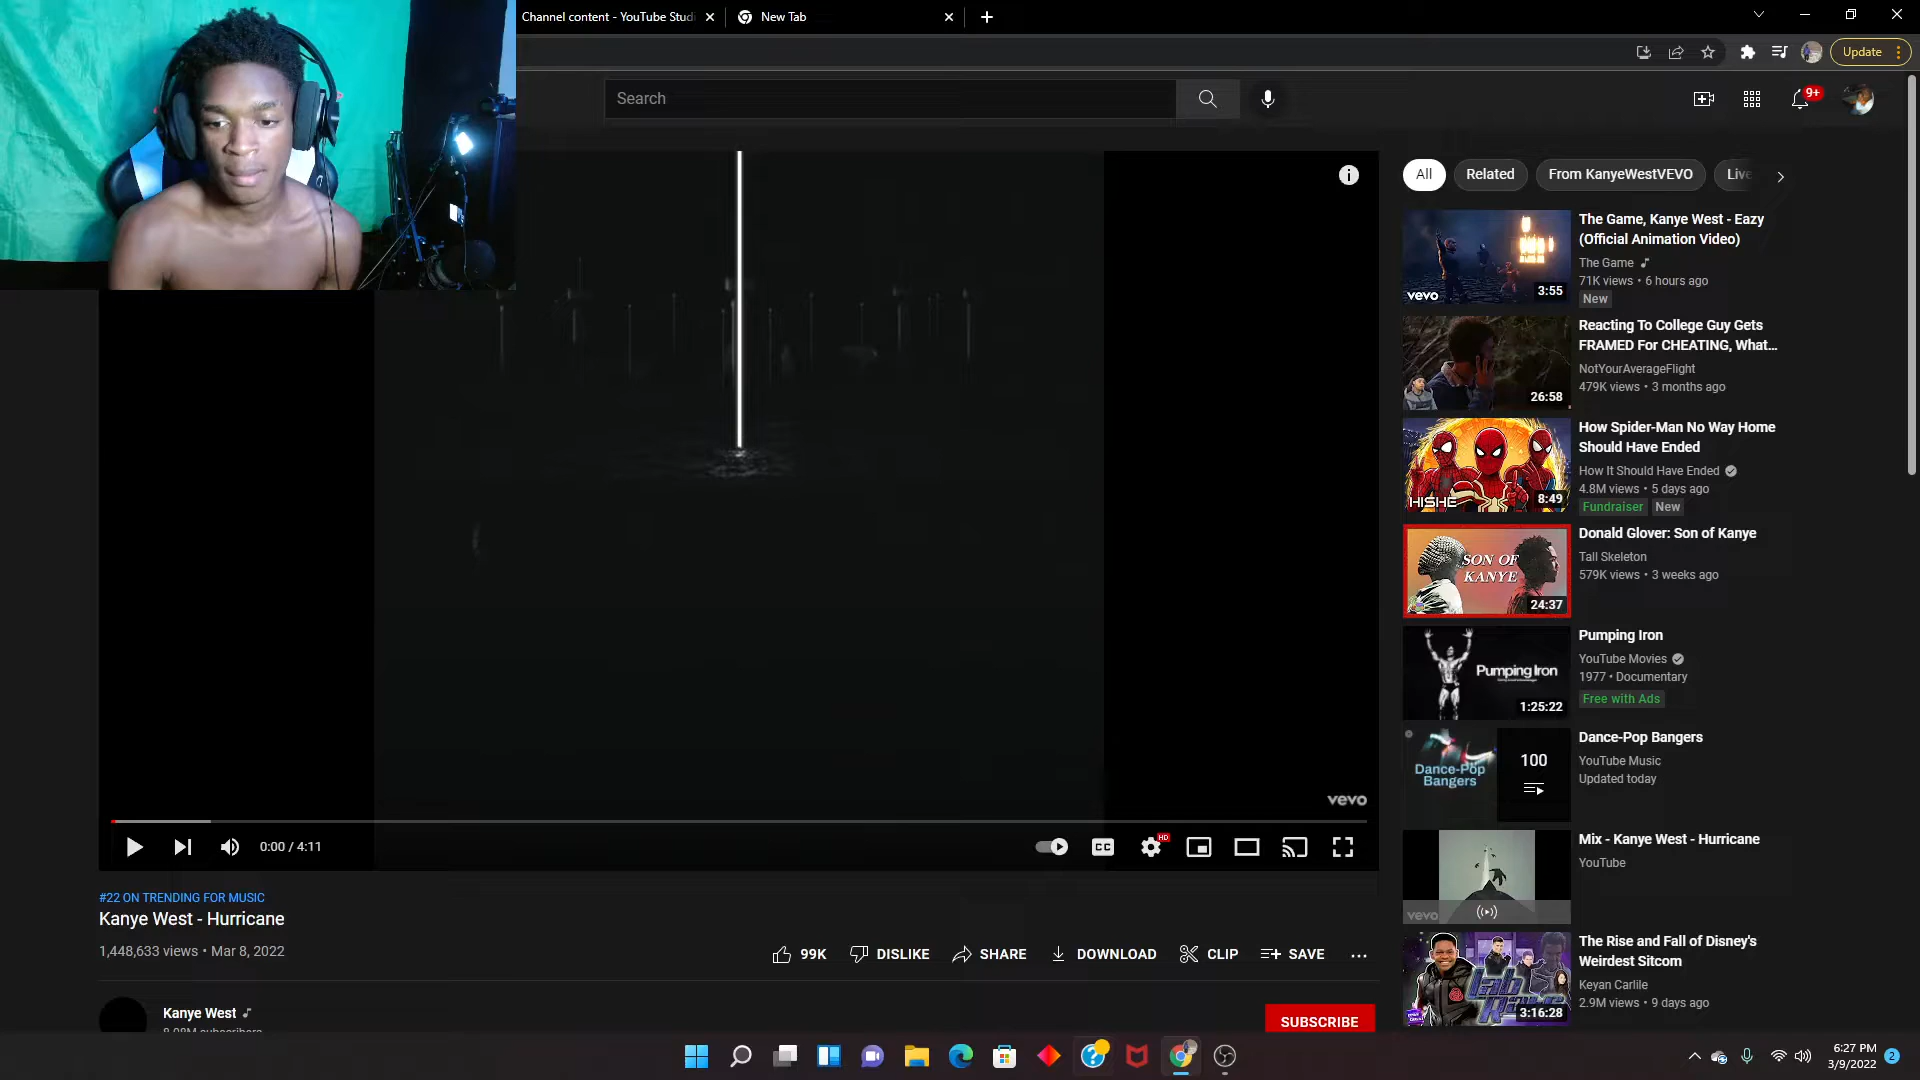 Channel content - YouTube Studi
New Tab
Update
Search
9+
All
Related
From KanyeWestVEVO
Live
The Game, Kanye West - Eazy
(Official Animation Video)
The Game
71K views • 6 hours ago
New
vevo
3:55
Reacting To College Guy Gets
FRAMED For CHEATING, What...
NotYourAverageFlight
479K views • 3 months ago
26:58
How Spider-Man No Way Home
Should Have Ended
How It Should Have Ended
4.8M views • 5 days ago
Fundraiser
New
HISHE
8:49
Donald Glover: Son of Kanye
Tall Skeleton
579K views • 3 weeks ago
SON OF
KANYE
24:37
Pumping Iron
YouTube Movies
1977 • Documentary
Free with Ads
Pumping Iron
1:25:22
Dance-Pop Bangers
YouTube Music
Updated today
Dance-Pop
Bangers
100
Mix - Kanye West - Hurricane
YouTube
vevo
The Rise and Fall of Disney's
Weirdest Sitcom
Keyan Carlile
2.9M views • 9 days ago
Lab
Rats
3:16:28
vevo
0:00 / 4:11
CC
HD
#22 ON TRENDING FOR MUSIC
Kanye West - Hurricane
1,448,633 views • Mar 8, 2022
99K
DISLIKE
SHARE
DOWNLOAD
CLIP
SAVE
Kanye West
SUBSCRIBE
6:27 PM
3/9/2022
2